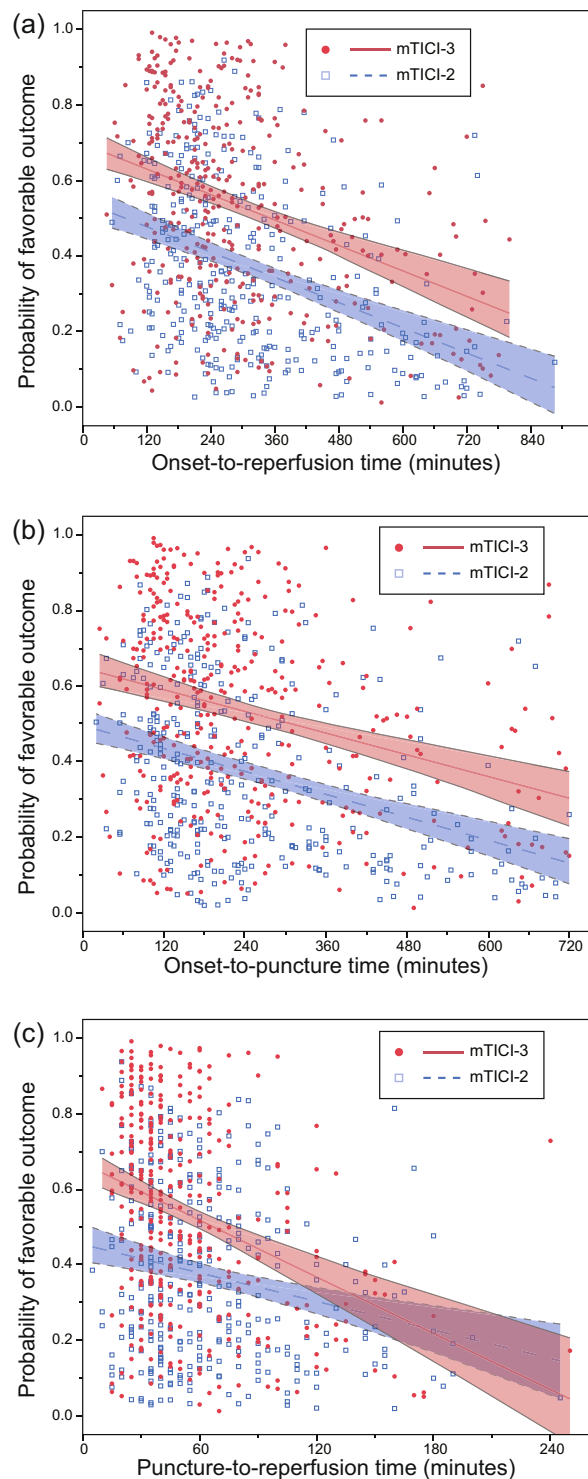 (a)
1.0
0.8
0.6
0.4
0.2
0.0
Probability of favorable outcome
mTICI-3
mTICI-2
120 240 360 480 600 720 840
Onset-to-reperfusion time (minutes)
(b)
1.0
0.8
0.6
0.4
0.2
0.0
Probability of favorable outcome
mTICI-3
mTICI-2
0 120 240 360 480 600 720
Onset-to-puncture time (minutes)
(c)
1.0
0.8
0.6
0.4
0.2
0.0
Probability of favorable outcome
mTICI-3
mTICI-2
0 60 120 180 240
Puncture-to-reperfusion time (minutes)